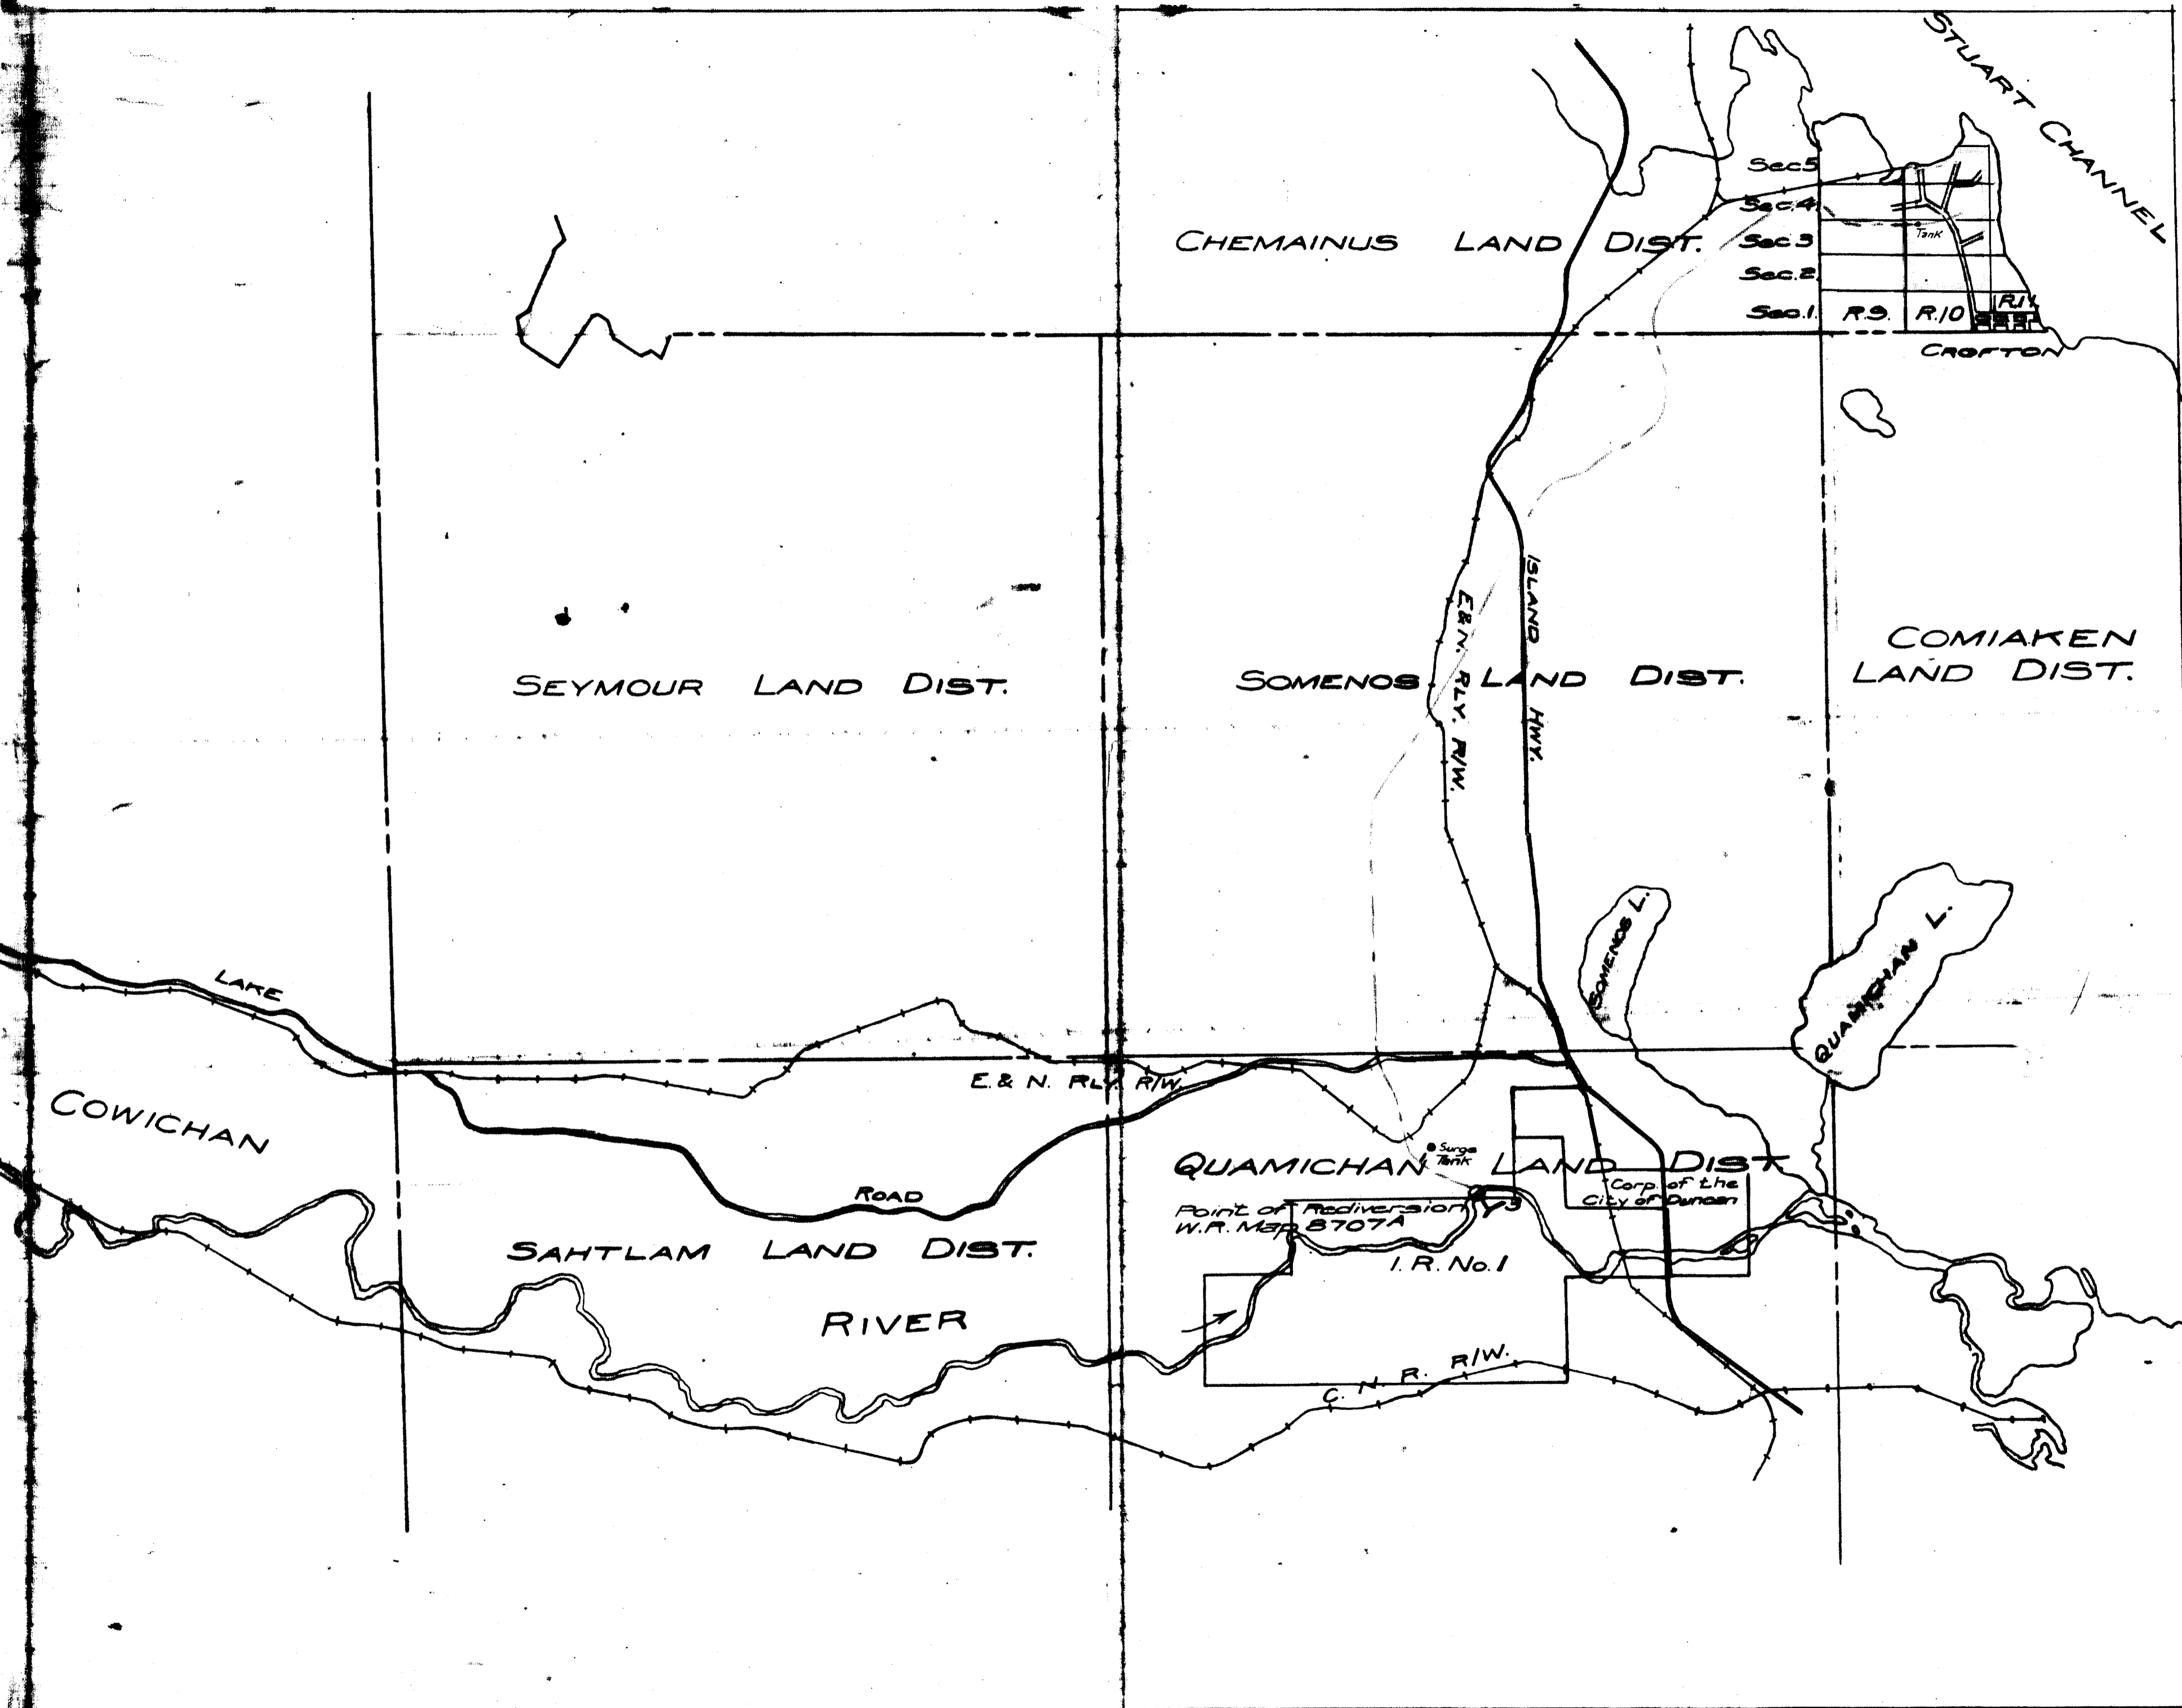 STUART CHANNEL
Sec 5
Sec. 4
CHEMAINUS LAND DIST.
Sec 3
Tank
Sec. 2
Sec. 1
R.9.
R.10
R.11
CROFTON
ISLAND HWY.
E & N. RLY. R/W.
COMIAKEN
LAND DIST.
SEYMOUR LAND DIST.
SOMENOS LAND DIST.
SOMENOS L.
QUAMICHAN L.
LAKE
E. & N. RLY. R/W.
COWICHAN
Surge
Tank
QUAMICHAN LAND DIST
Corp. of the
City of Duncan
ROAD
Point of Rediversion
W.R. Map 8707A
SAHTLAM LAND DIST.
I. R. No. 1
RIVER
C. N. R. R/W.